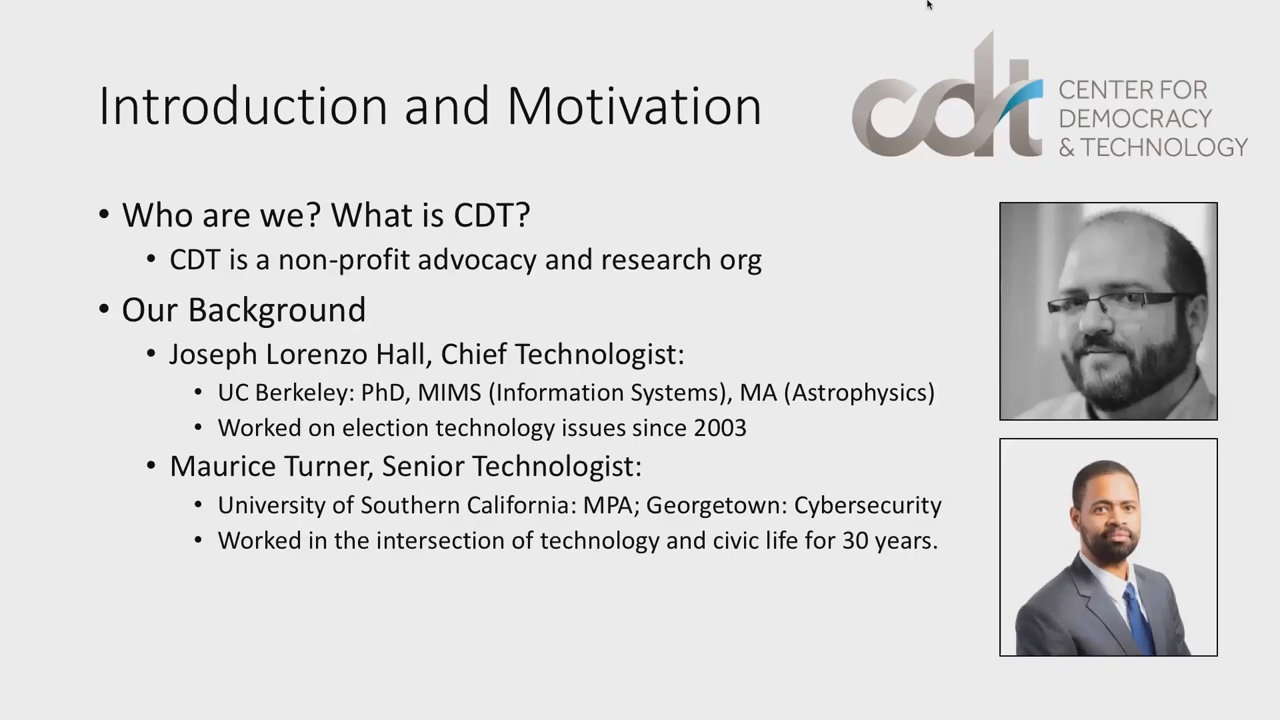 Introduction and Motivation
cdt
CENTER FOR
DEMOCRACY
& TECHNOLOGY
• Who are we? What is CDT?
• CDT is a non-profit advocacy and research org
• Our Background
• Joseph Lorenzo Hall, Chief Technologist:
• UC Berkeley: PhD, MIMS (Information Systems), MA (Astrophysics)
• Worked on election technology issues since 2003
• Maurice Turner, Senior Technologist:
• University of Southern California: MPA; Georgetown: Cybersecurity
• Worked in the intersection of technology and civic life for 30 years.